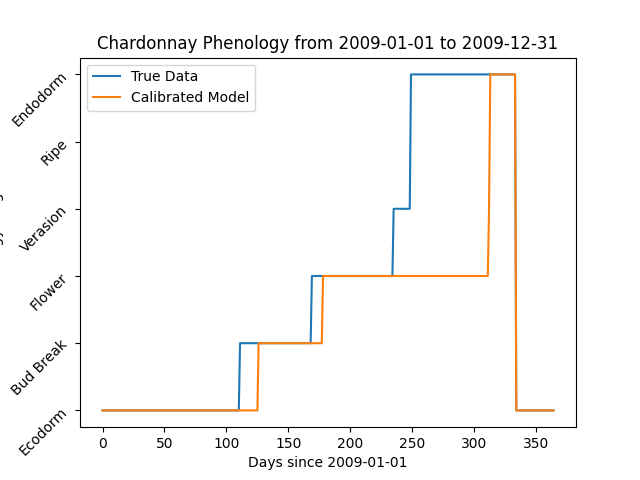 Chardonnay Phenology from 2009-01-01 to 2009-12-31
True Data
Calibrated Model
Endodorm
Ripe
Verasion
Flower
Bud Break
Ecodorm
0 50 100 150 200 250 300 350
Days since 2009-01-01